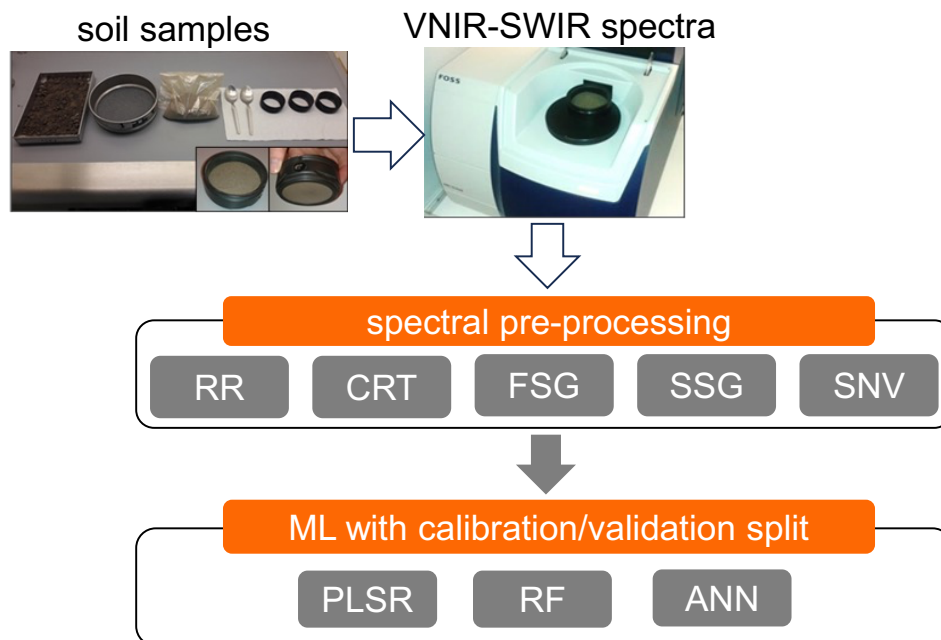 soil samples
VNIR-SWIR spectra
FOSS
spectral pre-processing
RR
CRT
FSG
SSG
SNV
ML with calibration/validation split
PLSR
RF
ANN